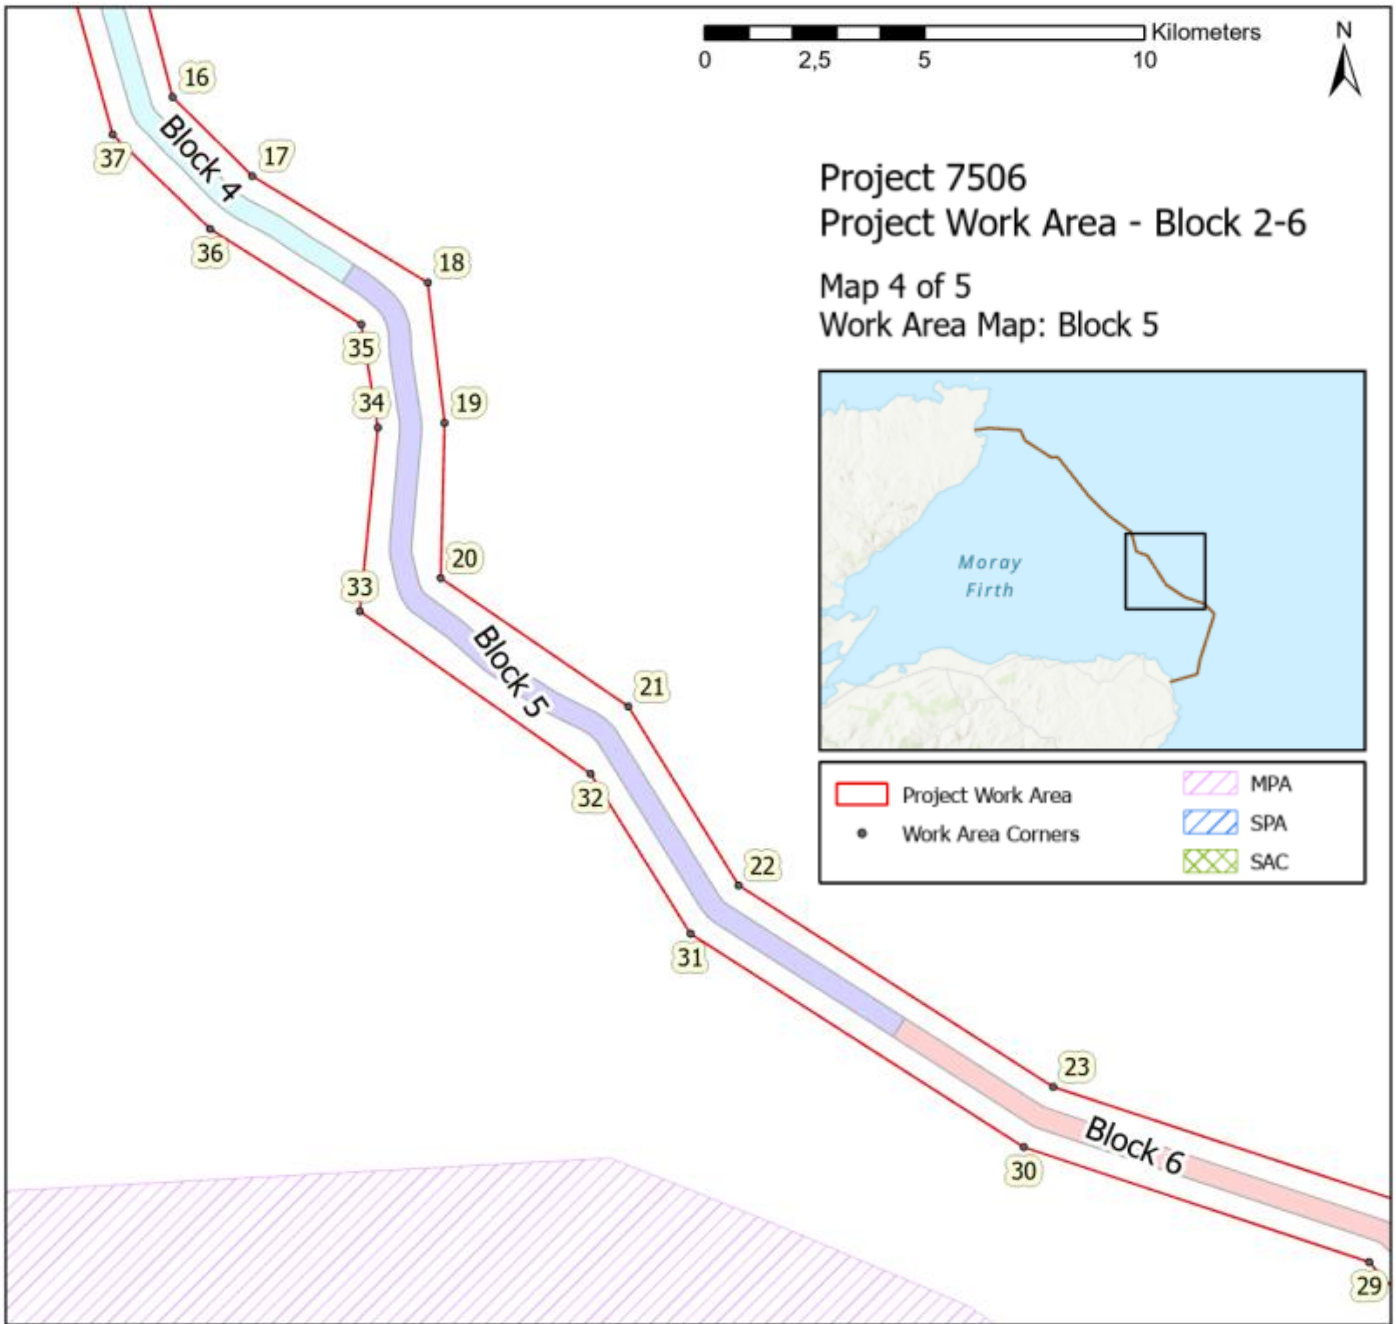 Kilometers
0 2,5 5 10
N
Project 7506
Project Work Area - Block 2-6
Map 4 of 5
Work Area Map: Block 5
Moray
Firth
Project Work Area
Work Area Corners
MPA
SPA
SAC
16
37
Block 4
17
36
18
35
34
19
20
33
Block 5
21
32
22
31
23
Block 6
30
29